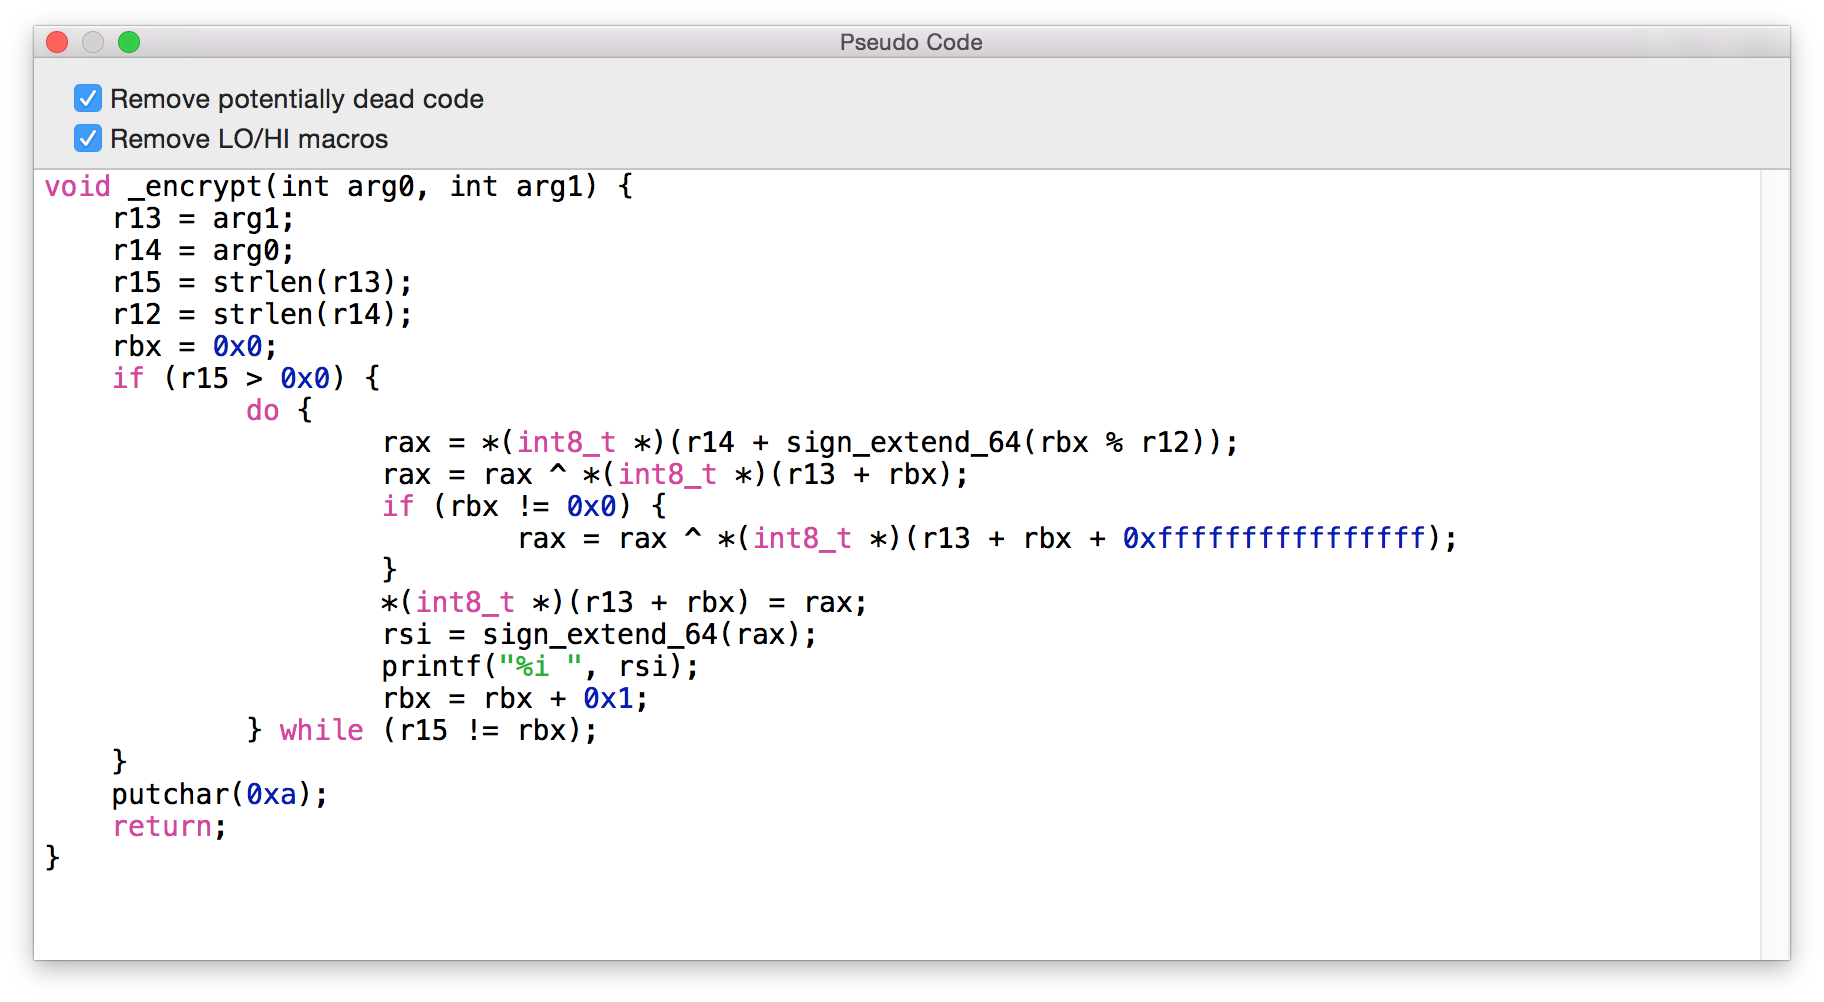 Pseudo Code
Remove potentially dead code
Remove LO/HI macros
void _encrypt(int arg0, int arg1) {
    r13 = arg1;
    r14 = arg0;
    r15 = strlen(r13);
    r12 = strlen(r14);
    rbx = 0x0;
    if (r15 > 0x0) {
            do {
                    rax = *(int8_t *)(r14 + sign_extend_64(rbx % r12));
                    rax = rax ^ *(int8_t *)(r13 + rbx);
                    if (rbx != 0x0) {
                            rax = rax ^ *(int8_t *)(r13 + rbx + 0xffffffffffffffff);
                    }
                    *(int8_t *)(r13 + rbx) = rax;
                    rsi = sign_extend_64(rax);
                    printf("%i ", rsi);
                    rbx = rbx + 0x1;
            } while (r15 != rbx);
    }
    putchar(0xa);
    return;
}